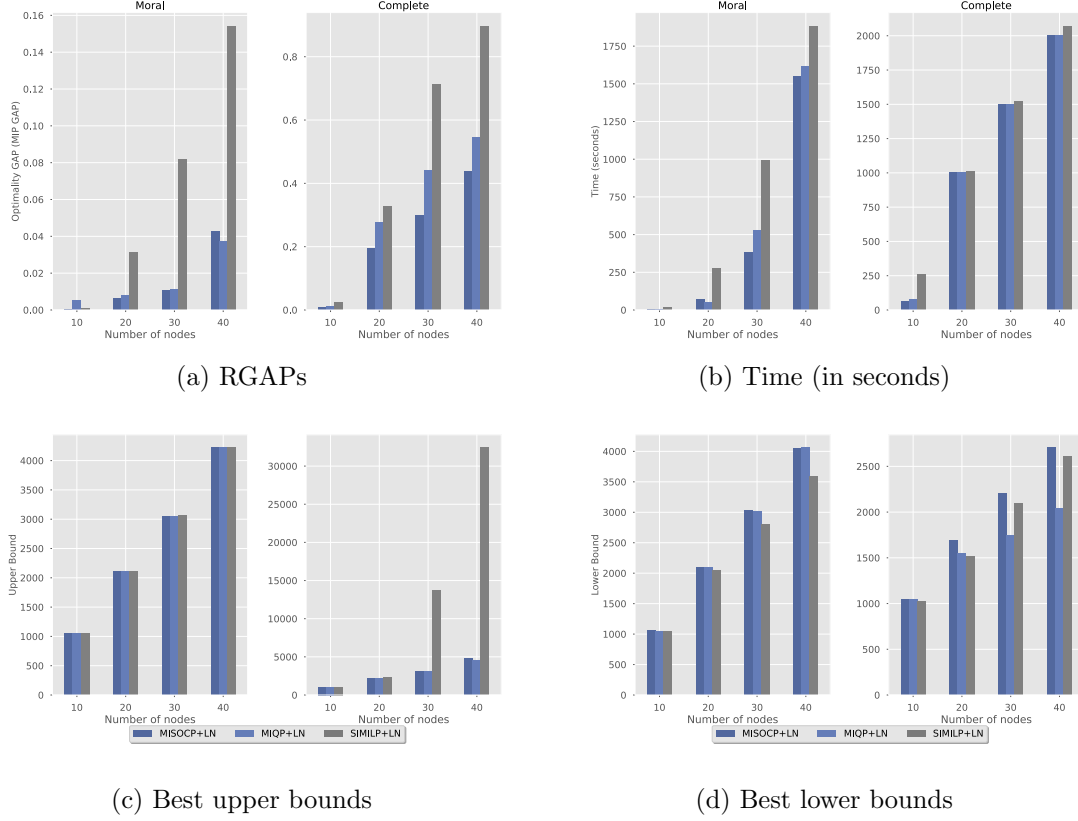 Moral
Complete
Optimality GAP (MIP GAP)
0.16
0.14
0.12
0.10
0.08
0.06
0.04
0.02
0.00
10 20 30 40
Number of nodes
0.8
0.6
0.4
0.2
0.0
10 20 30 40
Number of nodes
(a) RGAPs
Moral
Complete
Time (seconds)
1750
1500
1250
1000
750
500
250
0
10 20 30 40
Number of nodes
2000
1750
1500
1250
1000
750
500
250
0
10 20 30 40
Number of nodes
(b) Time (in seconds)
Upper Bound
4000
3500
3000
2500
2000
1500
1000
500
0
10 20 30 40
Number of nodes
30000
25000
20000
15000
10000
5000
0
10 20 30 40
Number of nodes
MISOCP+LN MIQP+LN SIMILP+LN
(c) Best upper bounds
Lower Bound
4000
3500
3000
2500
2000
1500
1000
500
0
10 20 30 40
Number of nodes
2500
2000
1500
1000
500
0
10 20 30 40
Number of nodes
MISOCP+LN MIQP+LN SIMILP+LN
(d) Best lower bounds